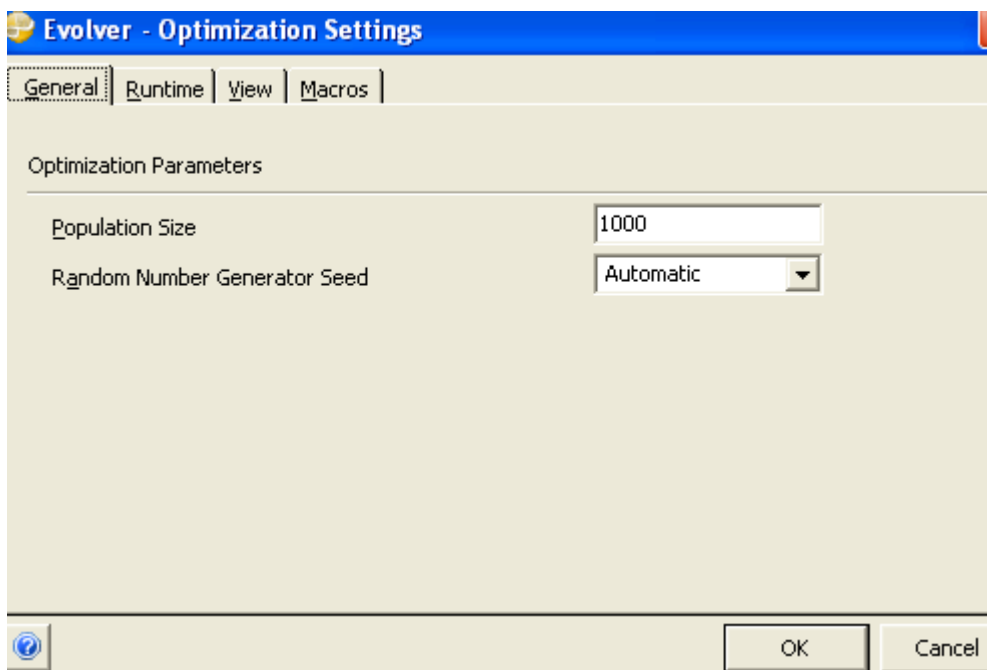 Evolver - Optimization Settings
General Runtime View Macros
Optimization Parameters
Population Size 1000
Random Number Generator Seed Automatic
OK Cancel